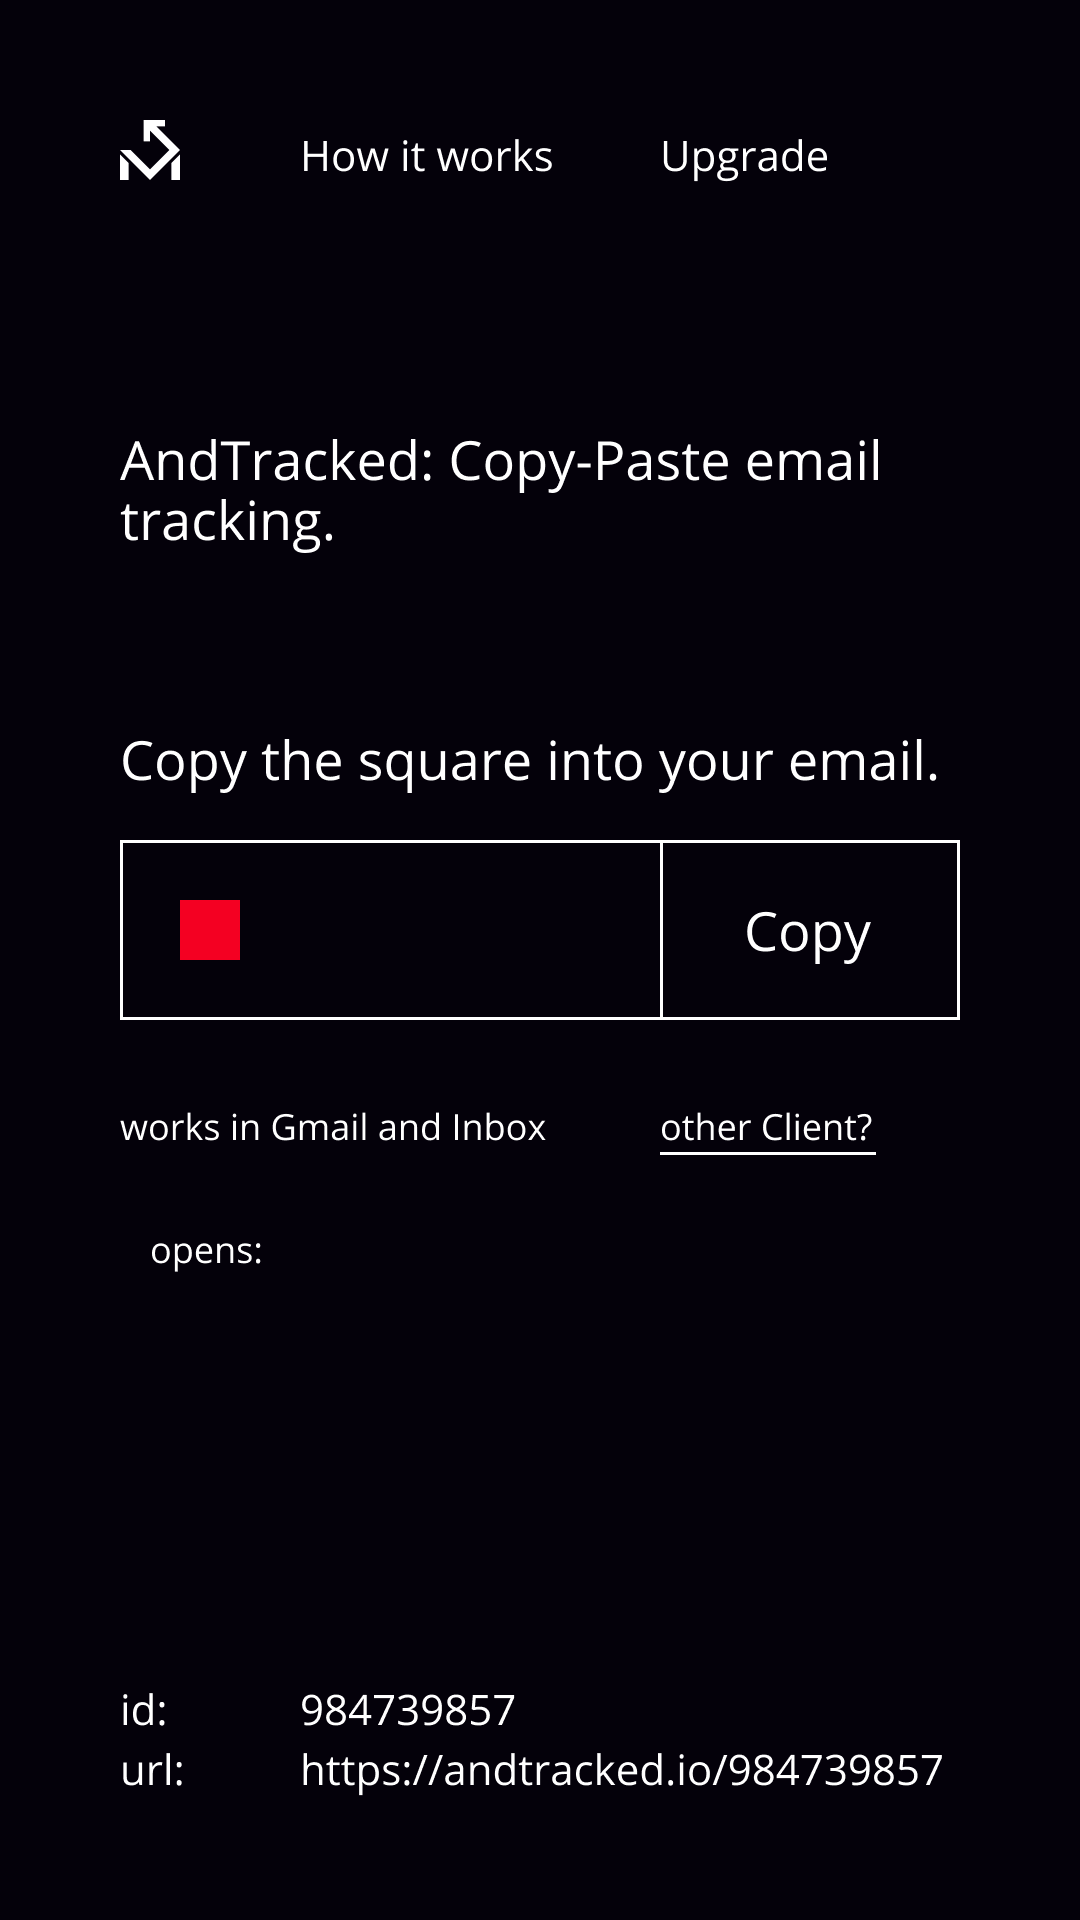 How it works Upgrade
AndTracked: Copy-Paste email
tracking.
Copy the square into your email.
Copy
works in Gmail and Inbox other Client?
opens:
id: 984739857
url: https://andtracked.io/984739857